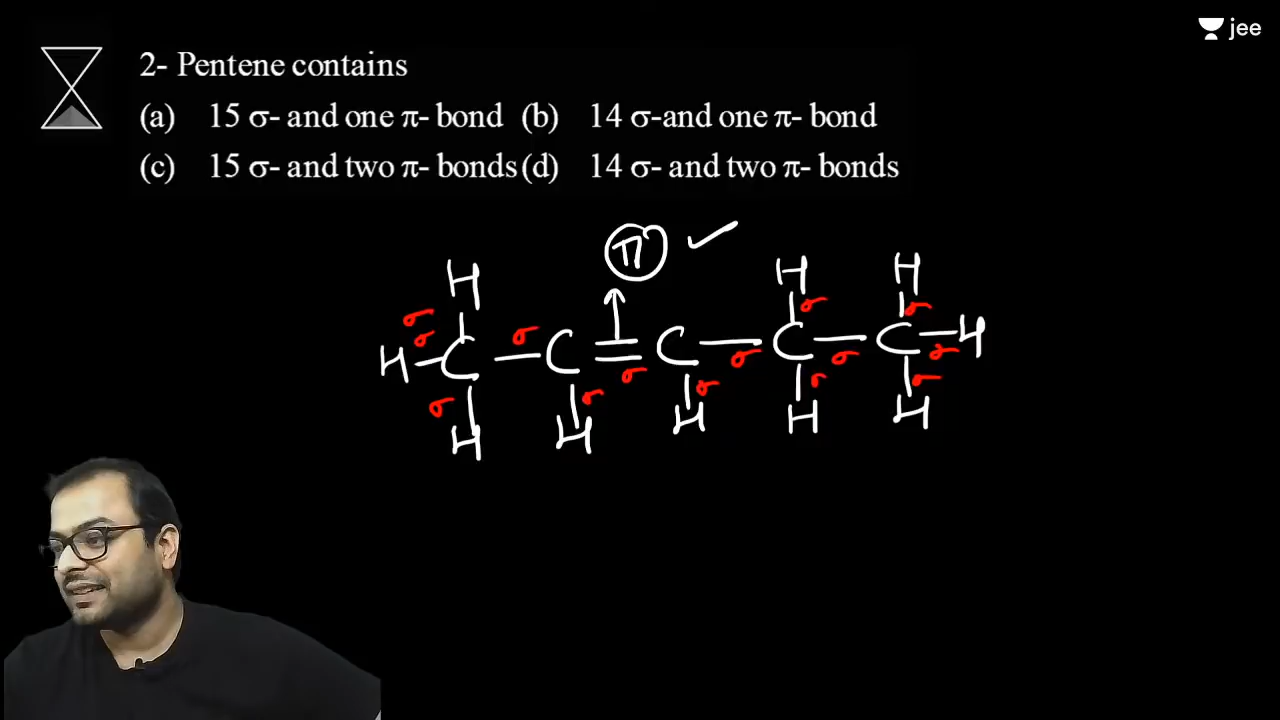 jee
2- Pentene contains
(a) 15 σ- and one π- bond (b) 14 σ-and one π- bond
(c) 15 σ- and two π- bonds (d) 14 σ- and two π- bonds
π ✓
H H H
σ σ σ
H - C - C = C - C - C - H
σ σ σ σ σ σ
σ σ σ σ σ
H H H H H